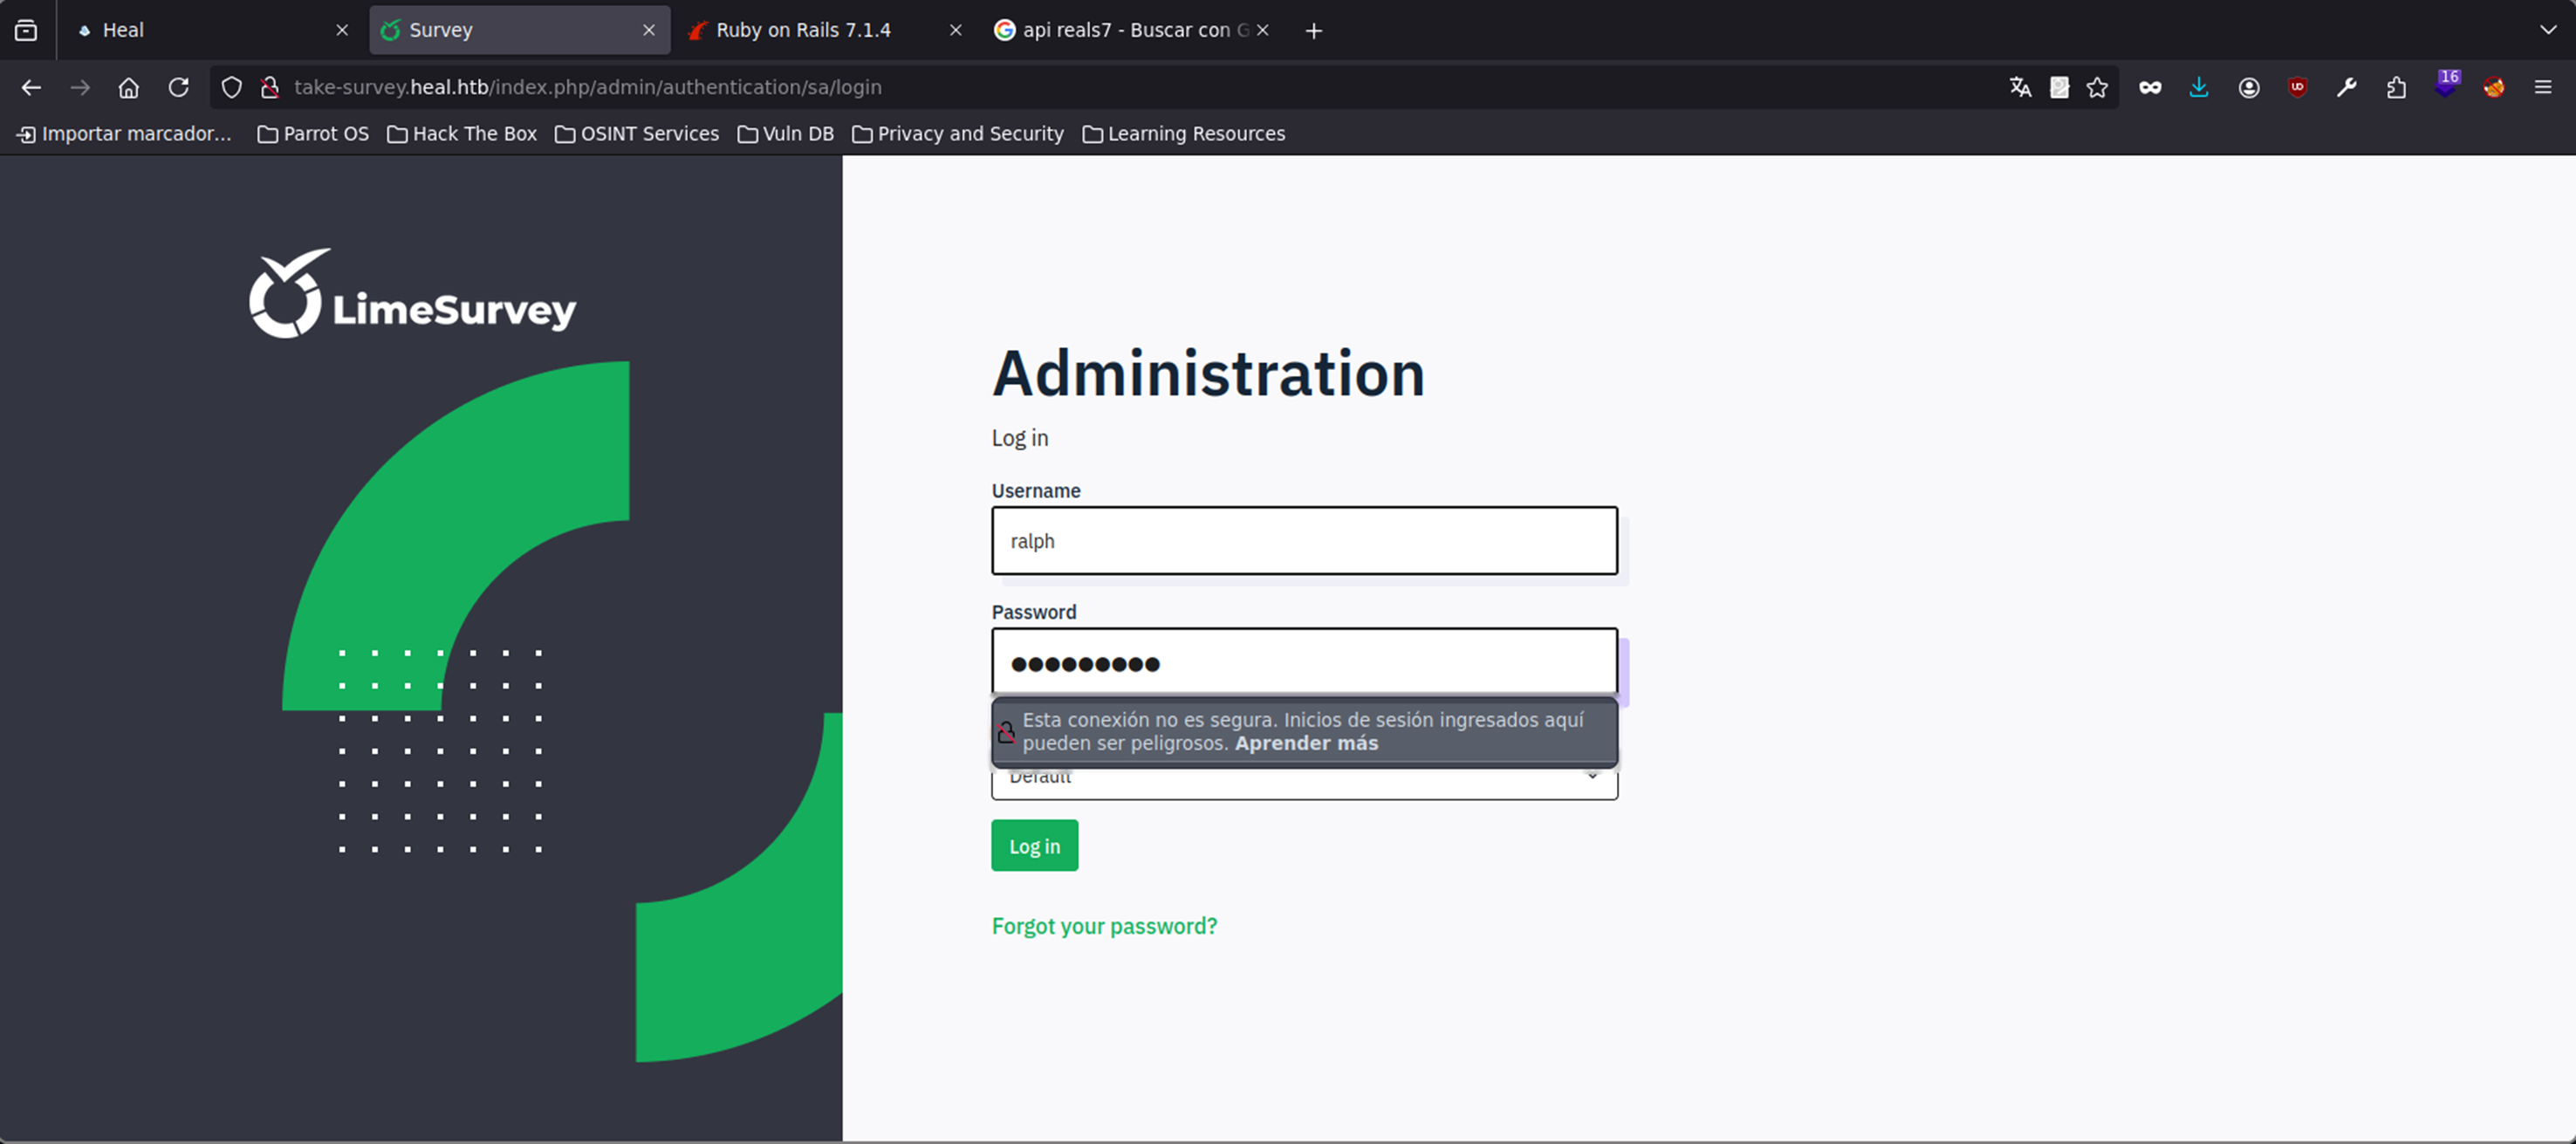 Heal
Survey
Ruby on Rails 7.1.4
api reals7 - Buscar con G
take-survey.heal.htb/index.php/admin/authentication/sa/login
16
Importar marcador...
Parrot OS
Hack The Box
OSINT Services
Vuln DB
Privacy and Security
Learning Resources
LimeSurvey
Administration
Log in
Username
ralph
Password
Esta conexión no es segura. Inicios de sesión ingresados aquí
pueden ser peligrosos. Aprender más
Default
Log in
Forgot your password?